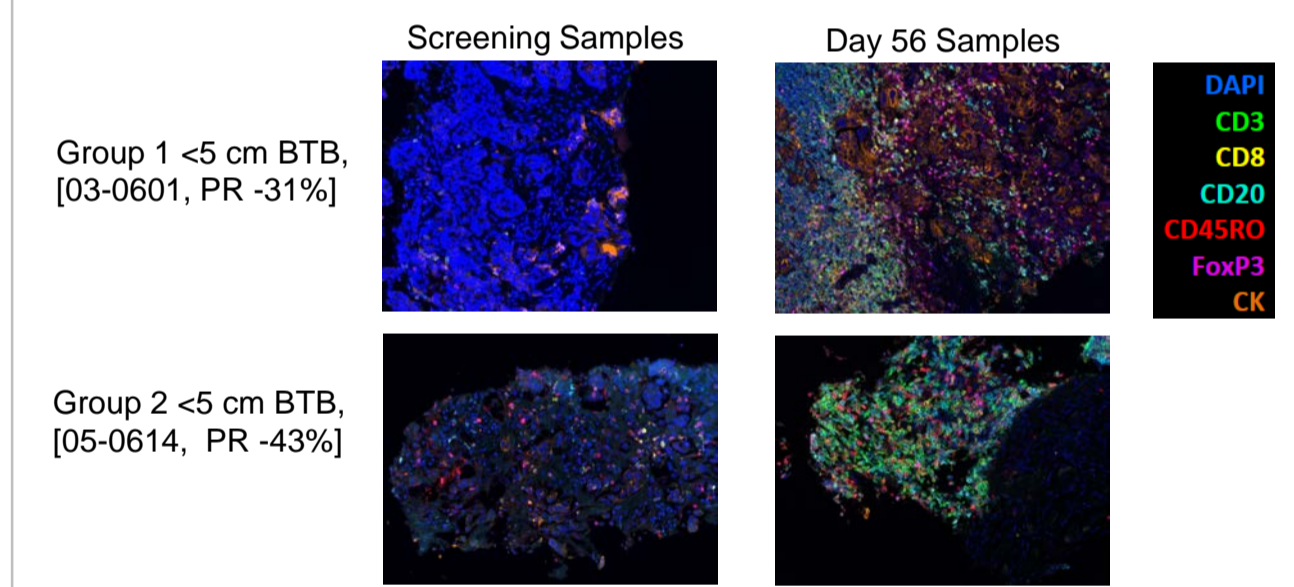 Screening Samples
Day 56 Samples
Group 1 <5 cm BTB,
[03-0601, PR -31%]
DAPI
CD3
CD8
CD20
CD45RO
FoxP3
CK
Group 2 <5 cm BTB,
[05-0614, PR -43%]